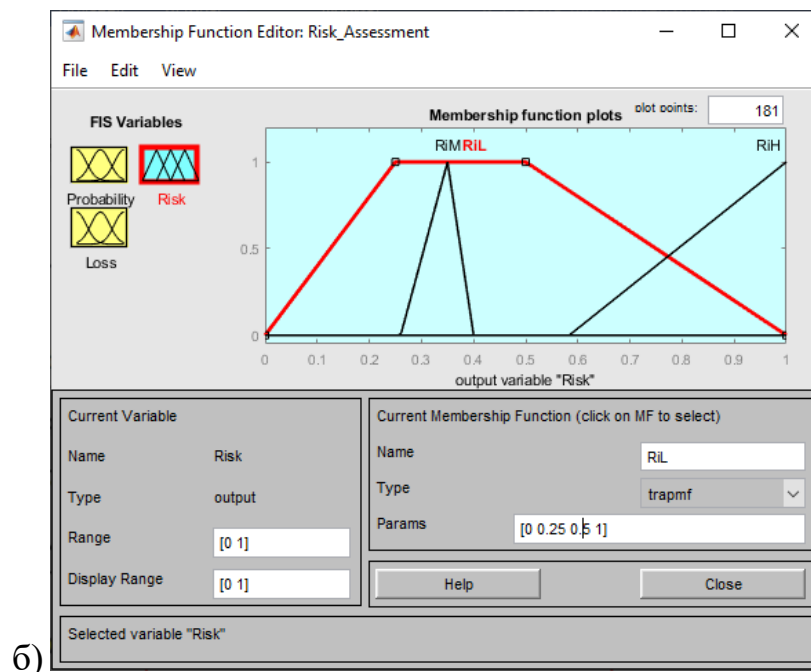 Membership Function Editor: Risk_Assessment
File Edit View
FIS Variables
Probability
Risk
Loss
Membership function plots
plot points:
181
RiM RiL
RiH
1
0.5
0
0 0.1 0.2 0.3 0.4 0.5 0.6 0.7 0.8 0.9 1
output variable "Risk"
Current Variable
Name Risk
Type output
Range [0 1]
Display Range [0 1]
Current Membership Function (click on MF to select)
Name RiL
Type trapmf
Params [0 0.25 0.5 1]
Help Close
Selected variable "Risk"
б)